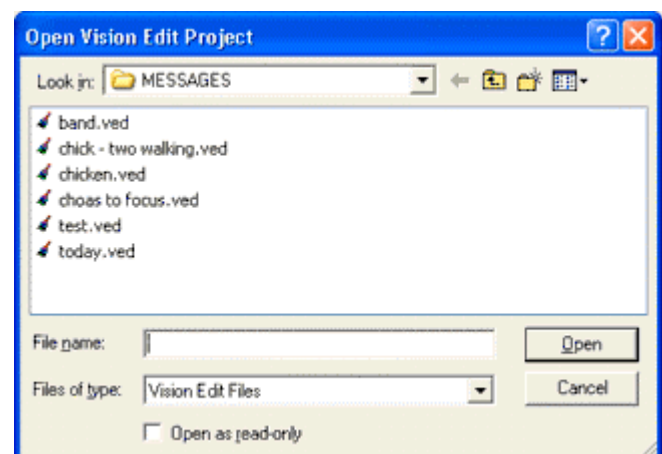 Open Vision Edit Project
Look in: MESSAGES
band.ved
chick - two walking.ved
chicken.ved
choas to focus.ved
test.ved
today.ved
File name: Open
Files of type: Vision Edit Files Cancel
Open as read-only